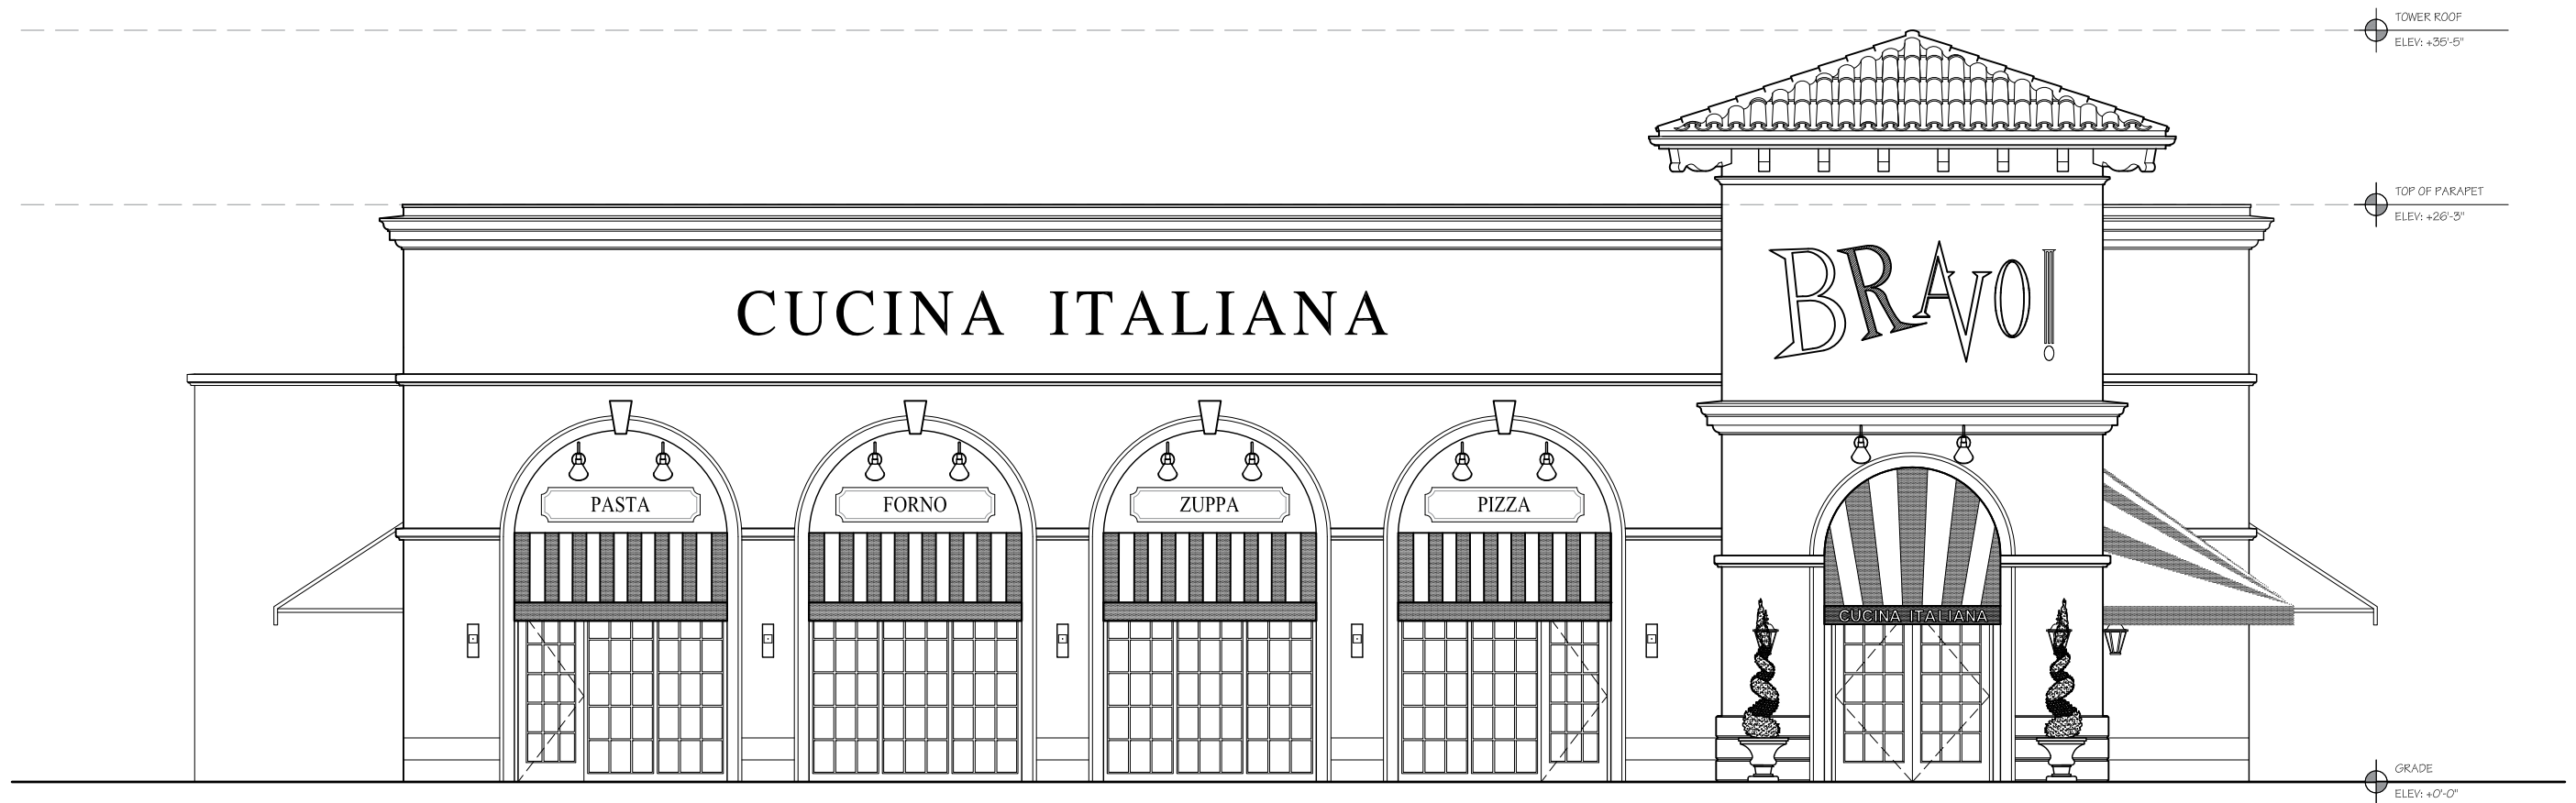 TOWER ROOF
ELEV: +35'-5"
TOP OF PARAPET
ELEV: +26'-3"
BRAVO!
CUCINA ITALIANA
PASTA
FORNO
ZUPPA
PIZZA
CUCINA ITALIANA
GRADE
ELEV: +0'-0"